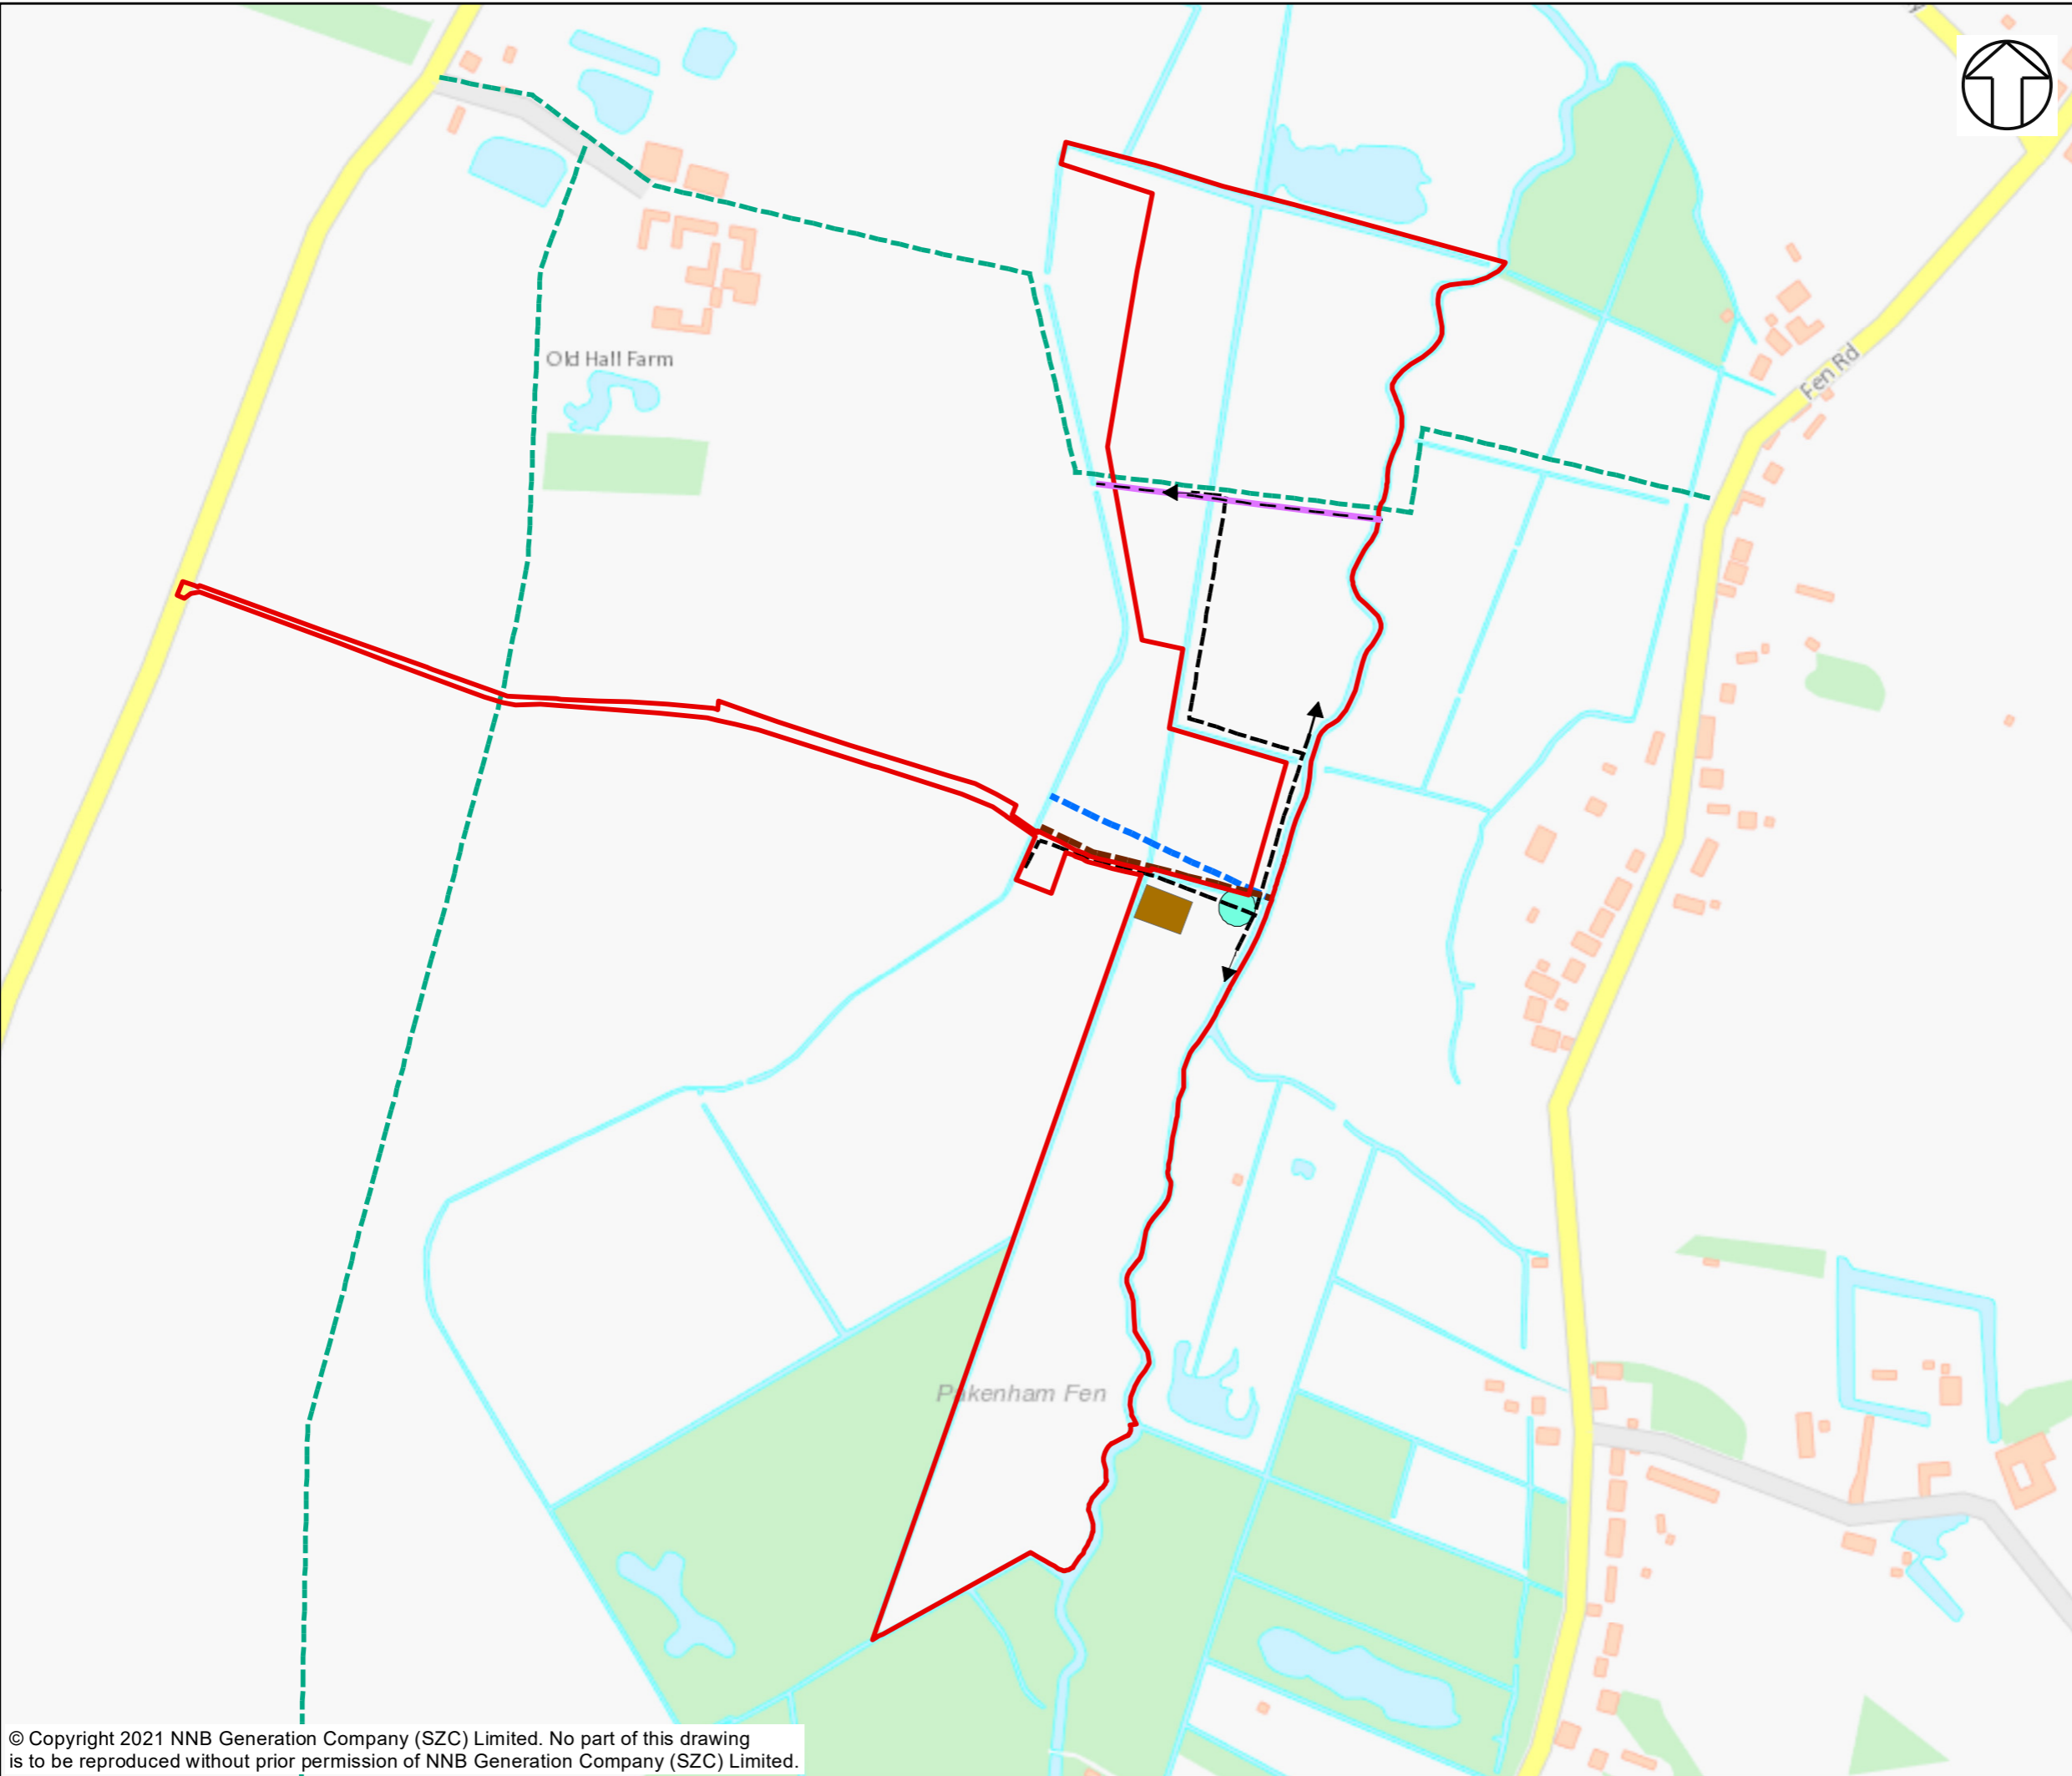 Fen Rd
Old Hall Farm
Pakenham Fen
© Copyright 2021 NNB Generation Company (SZC) Limited. No part of this drawing
is to be reproduced without prior permission of NNB Generation Company (SZC) Limited.